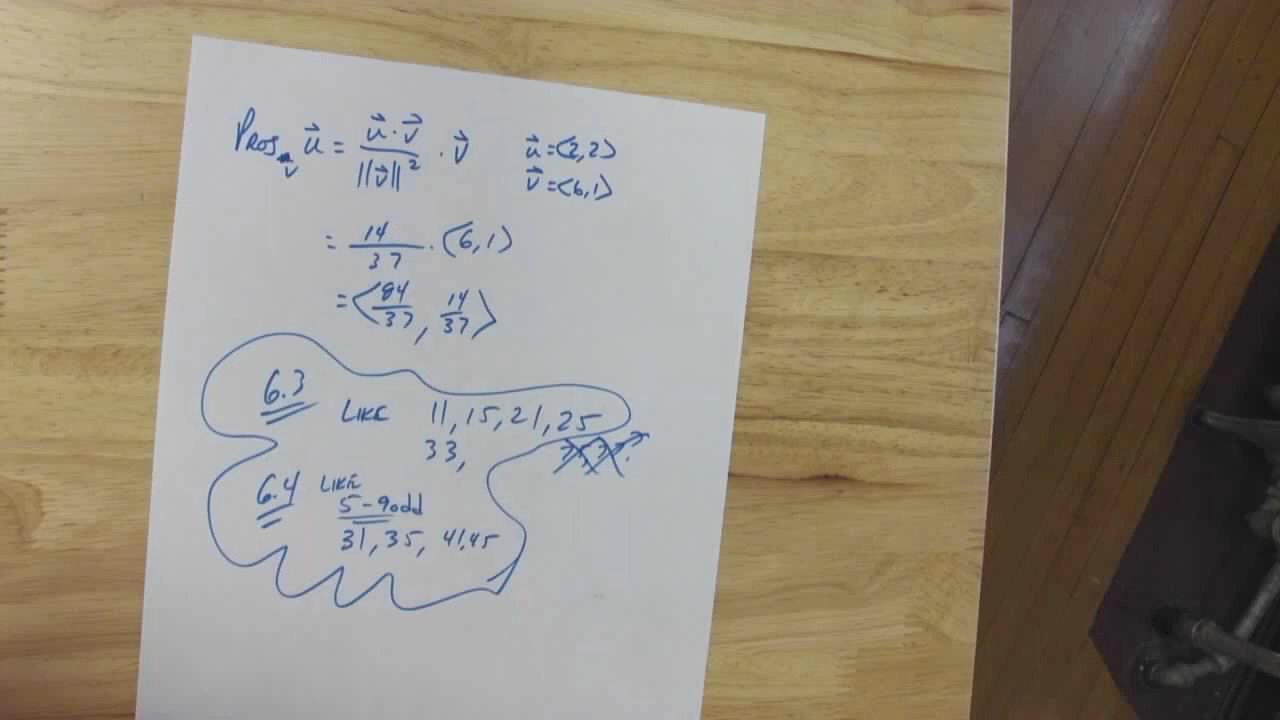 Proj_v u⃗ = (u⃗ · v⃗ / ||v⃗||²) · v⃗
u⃗ = <2, 2>
v⃗ = <6, 1>
= 14/37 · (6, 1)
= <84/37, 14/37>
6.3 LIKE 11, 15, 21, 25
33,
6.4 LIKE
5-9odd
31, 35, 41, 45